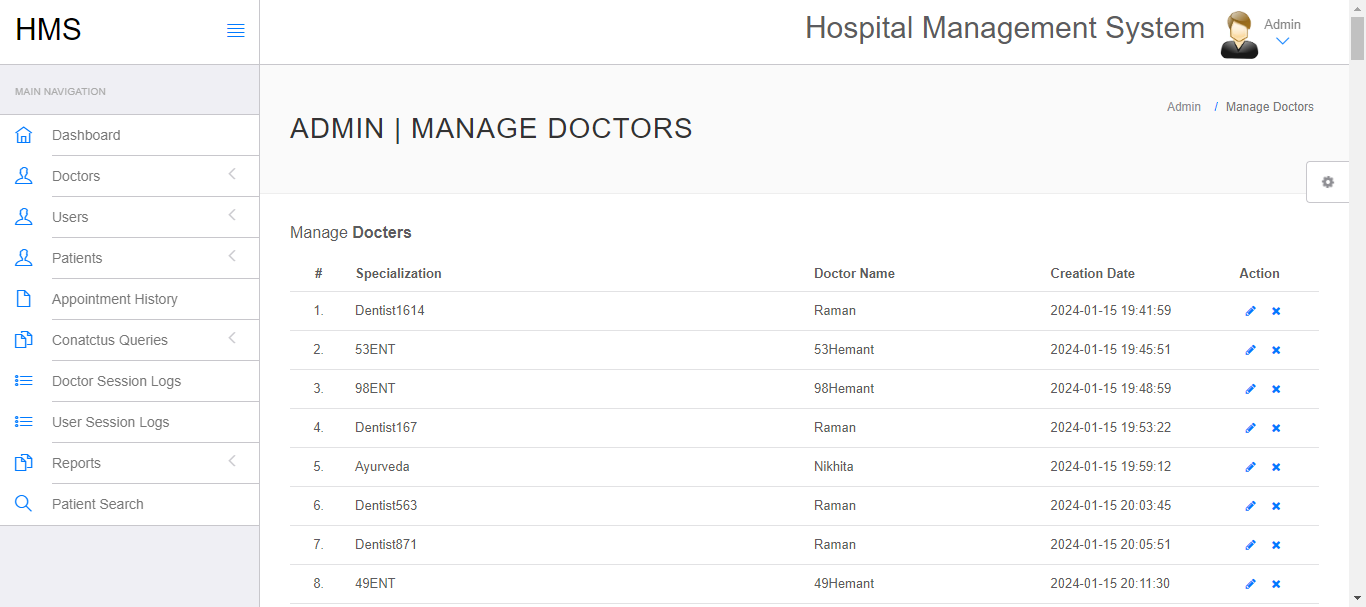 HMS
Hospital Management System
Admin
MAIN NAVIGATION
Dashboard
Doctors
Users
Patients
Appointment History
Conatctus Queries
Doctor Session Logs
User Session Logs
Reports
Patient Search
ADMIN | MANAGE DOCTORS
Admin / Manage Doctors
Manage Docters
# Specialization Doctor Name Creation Date Action
1. Dentist1614 Raman 2024-01-15 19:41:59
2. 53ENT 53Hemant 2024-01-15 19:45:51
3. 98ENT 98Hemant 2024-01-15 19:48:59
4. Dentist167 Raman 2024-01-15 19:53:22
5. Ayurveda Nikhita 2024-01-15 19:59:12
6. Dentist563 Raman 2024-01-15 20:03:45
7. Dentist871 Raman 2024-01-15 20:05:51
8. 49ENT 49Hemant 2024-01-15 20:11:30